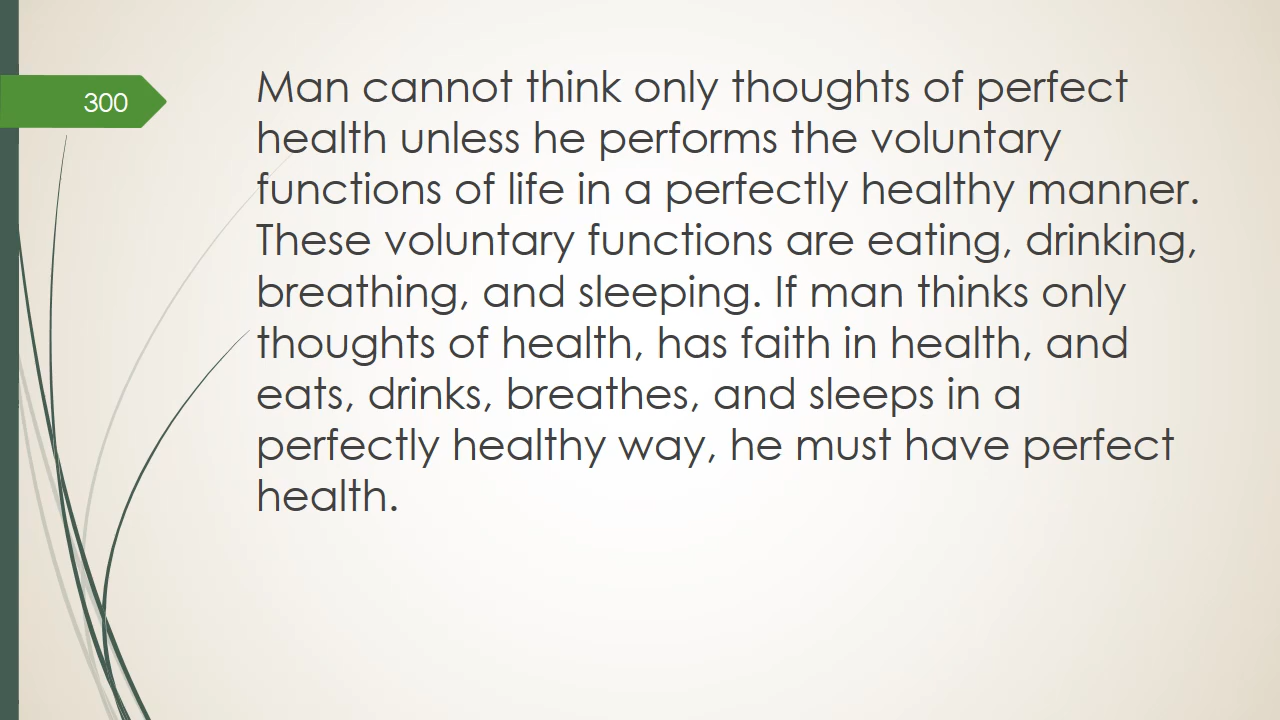 300
Man cannot think only thoughts of perfect
health unless he performs the voluntary
functions of life in a perfectly healthy manner.
These voluntary functions are eating, drinking,
breathing, and sleeping. If man thinks only
thoughts of health, has faith in health, and
eats, drinks, breathes, and sleeps in a
perfectly healthy way, he must have perfect
health.